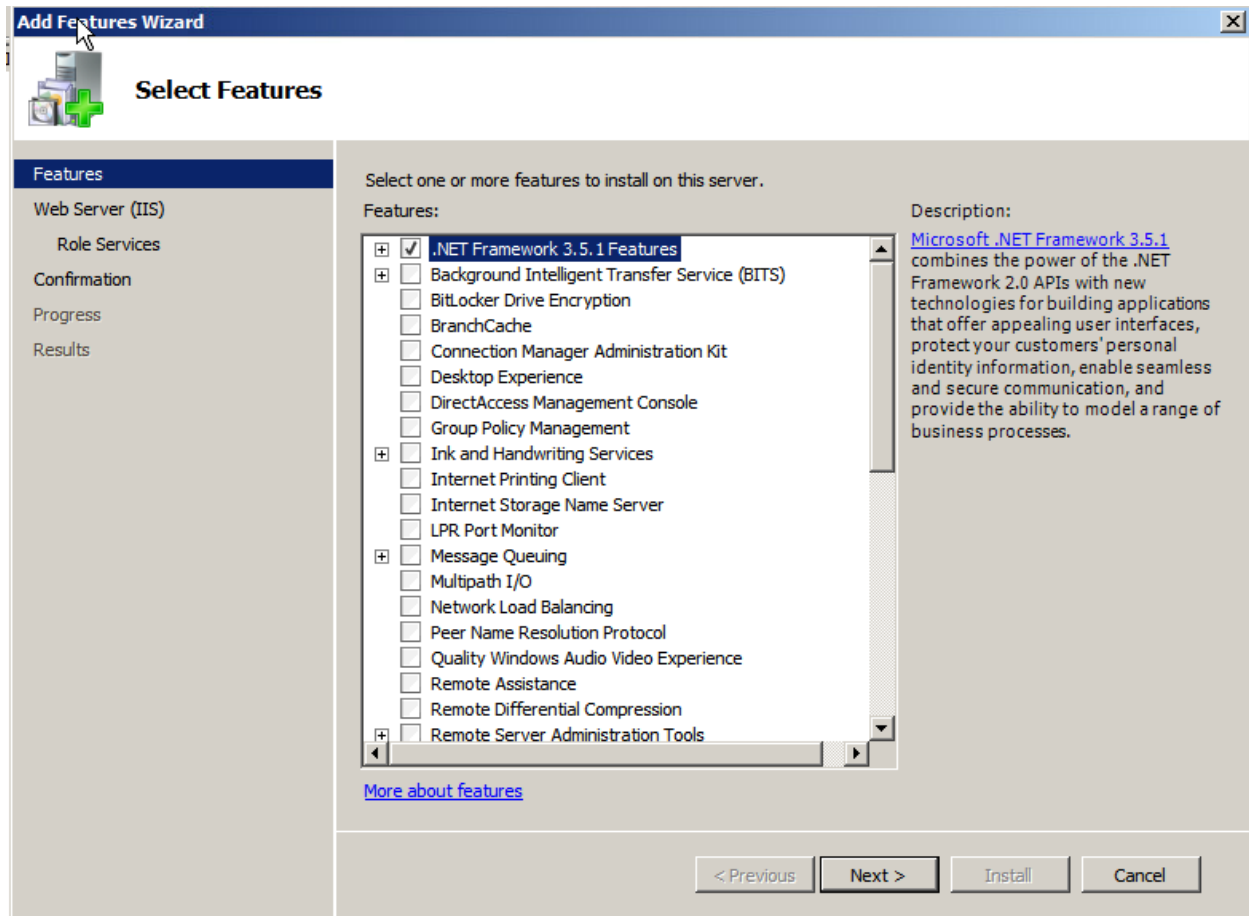 Add Features Wizard
Select Features
Features
Web Server (IIS)
Role Services
Confirmation
Progress
Results
Select one or more features to install on this server.
Features:
.NET Framework 3.5.1 Features
Background Intelligent Transfer Service (BITS)
BitLocker Drive Encryption
BranchCache
Connection Manager Administration Kit
Desktop Experience
DirectAccess Management Console
Group Policy Management
Ink and Handwriting Services
Internet Printing Client
Internet Storage Name Server
LPR Port Monitor
Message Queuing
Multipath I/O
Network Load Balancing
Peer Name Resolution Protocol
Quality Windows Audio Video Experience
Remote Assistance
Remote Differential Compression
Remote Server Administration Tools
More about features
Description:
Microsoft .NET Framework 3.5.1
combines the power of the .NET
Framework 2.0 APIs with new
technologies for building applications
that offer appealing user interfaces,
protect your customers' personal
identity information, enable seamless
and secure communication, and
provide the ability to model a range of
business processes.
< Previous
Next >
Install
Cancel